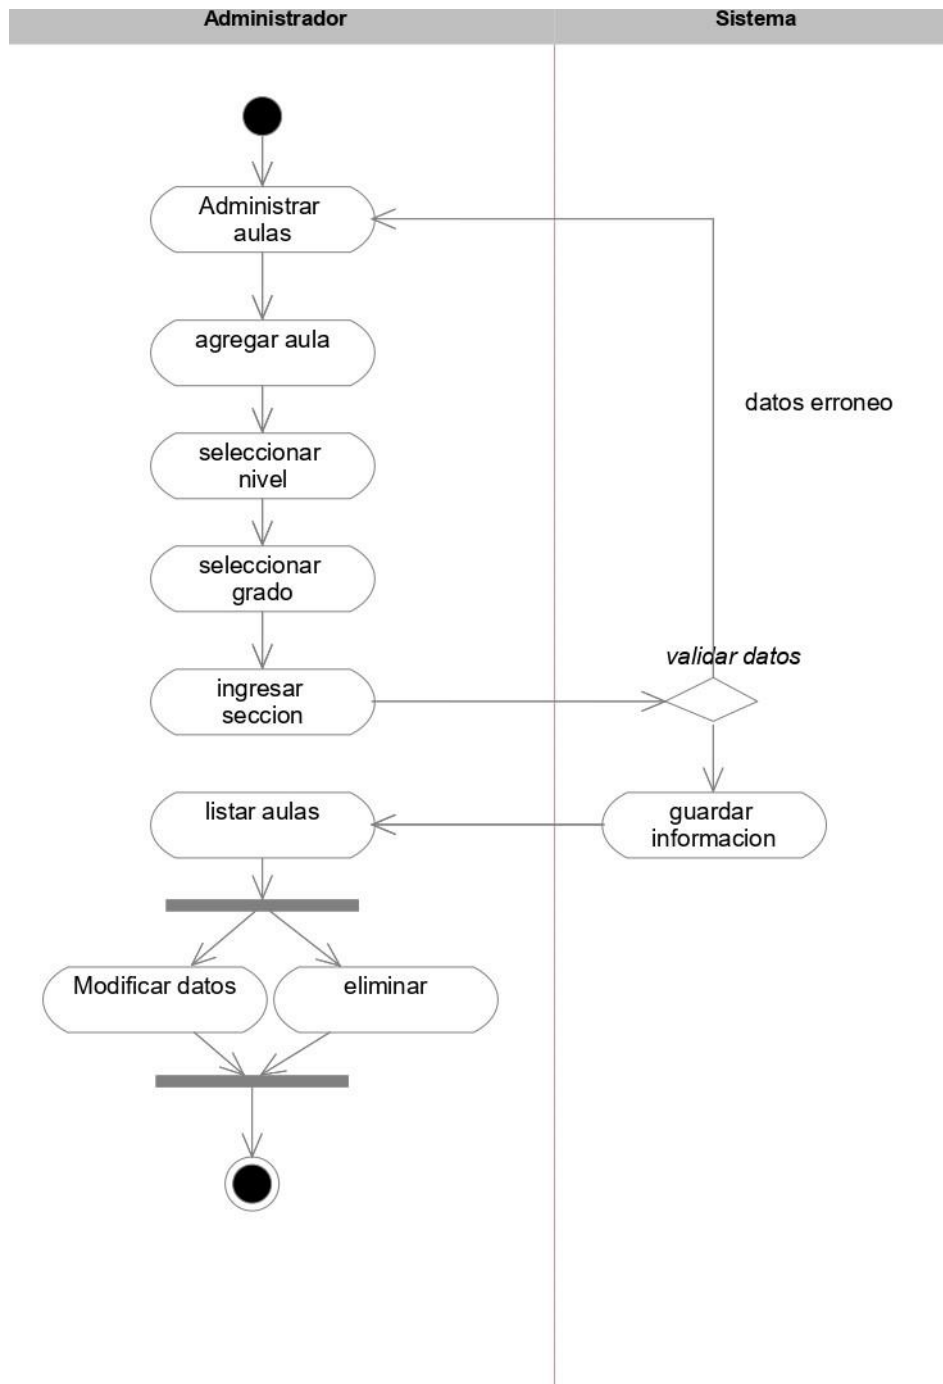 Administrador
Sistema
Administrar
aulas
agregar aula
datos erroneo
seleccionar
nivel
seleccionar
grado
validar datos
ingresar
seccion
listar aulas
guardar
informacion
Modificar datos
eliminar